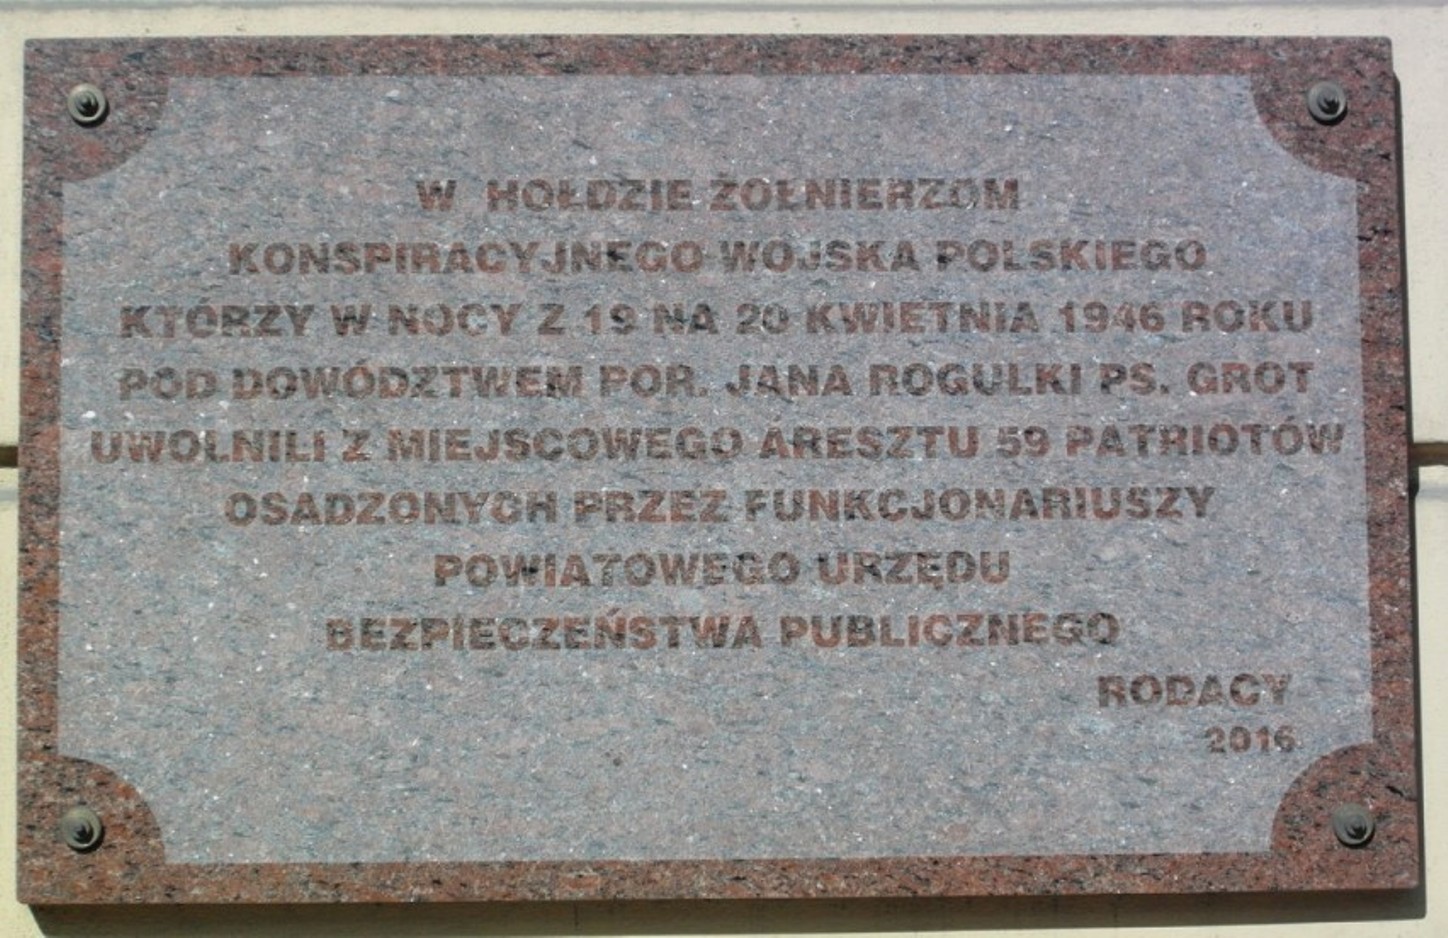 W HOŁDZIE ŻOŁNIERZOM
KONSPIRACYJNEGO WOJSKA POLSKIEGO
KTÓRZY W NOCY Z 19 NA 20 KWIETNIA 1946 ROKU
POD DOWÓDZTWEM POR. JANA ROGULKI PS. GROT
UWOLNILI Z MIEJSCOWEGO ARESZTU 59 PATRIOTÓW
OSADZONYCH PRZEZ FUNKCJONARIUSZY
POWIATOWEGO URZĘDU
BEZPIECZEŃSTWA PUBLICZNEGO
RODACY
2016